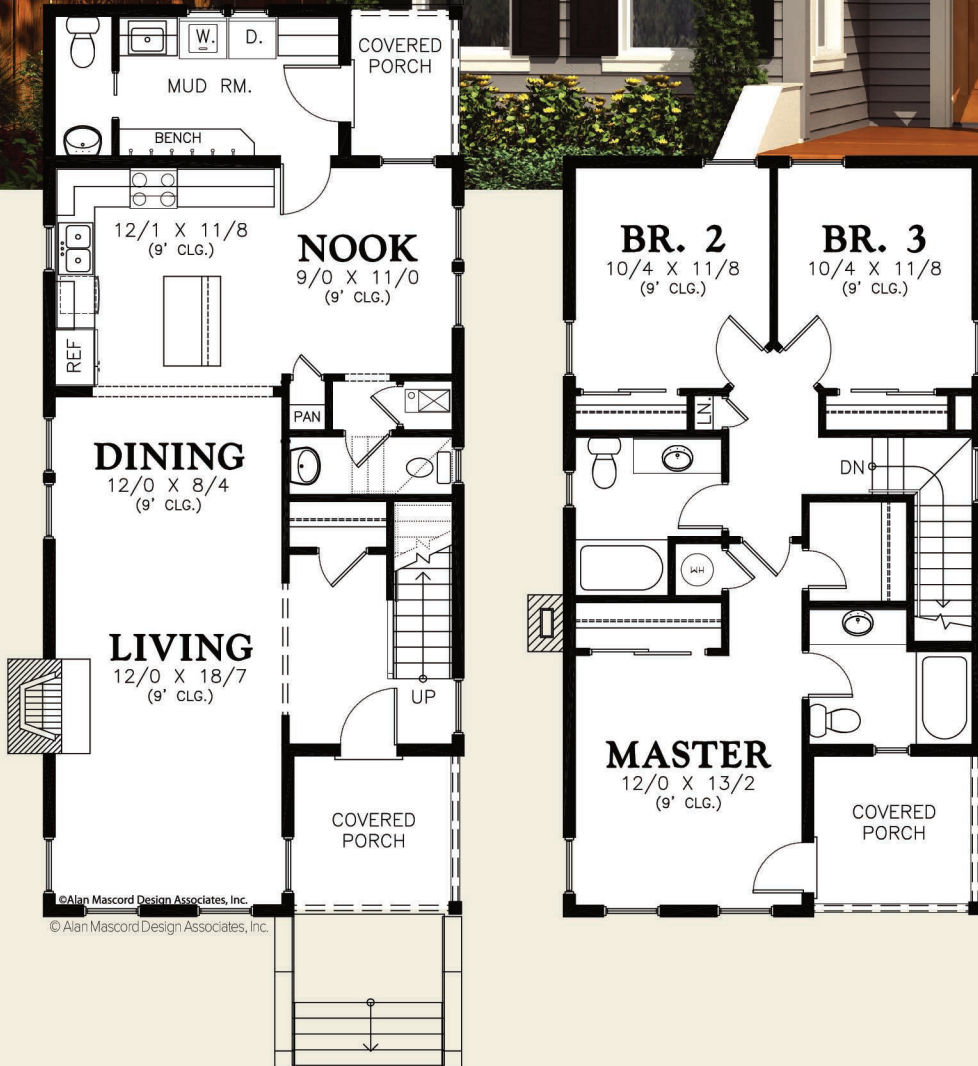 W.
D.
COVERED
PORCH
MUD RM.
BENCH
12/1 X 11/8
(9' CLG.)
NOOK
9/0 X 11/0
(9' CLG.)
REF
PAN
DINING
12/0 X 8/4
(9' CLG.)
LIVING
12/0 X 18/7
(9' CLG.)
UP
COVERED
PORCH
©Alan Mascord Design Associates, Inc.
© Alan Mascord Design Associates, Inc.
BR. 2
10/4 X 11/8
(9' CLG.)
BR. 3
10/4 X 11/8
(9' CLG.)
LN.
DN
WH
MASTER
12/0 X 13/2
(9' CLG.)
COVERED
PORCH